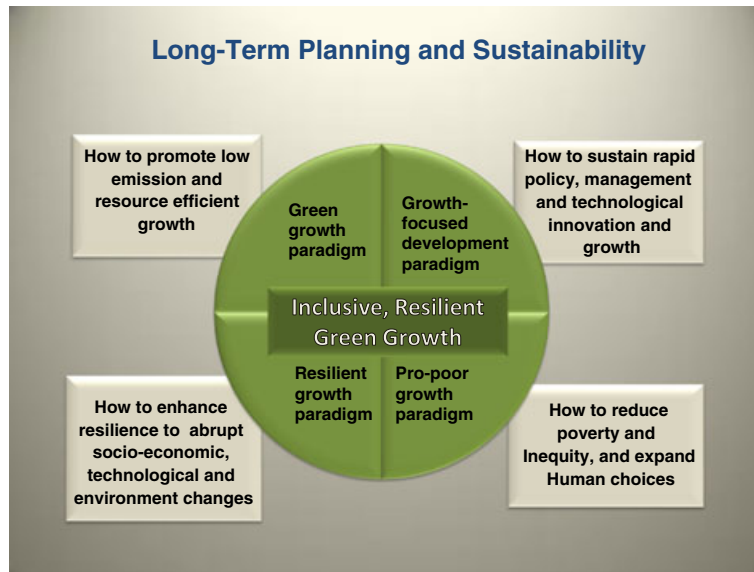 Long-Term Planning and Sustainability
How to promote low
emission and
resource efficient
growth
Green
growth
paradigm
Growth-
focused
development
paradigm
How to sustain rapid
policy, management
and technological
innovation and
growth
Inclusive, Resilient
Green Growth
How to enhance
resilience to abrupt
socio-economic,
technological and
environment changes
Resilient
growth
paradigm
Pro-poor
growth
paradigm
How to reduce
poverty and
Inequity, and expand
Human choices